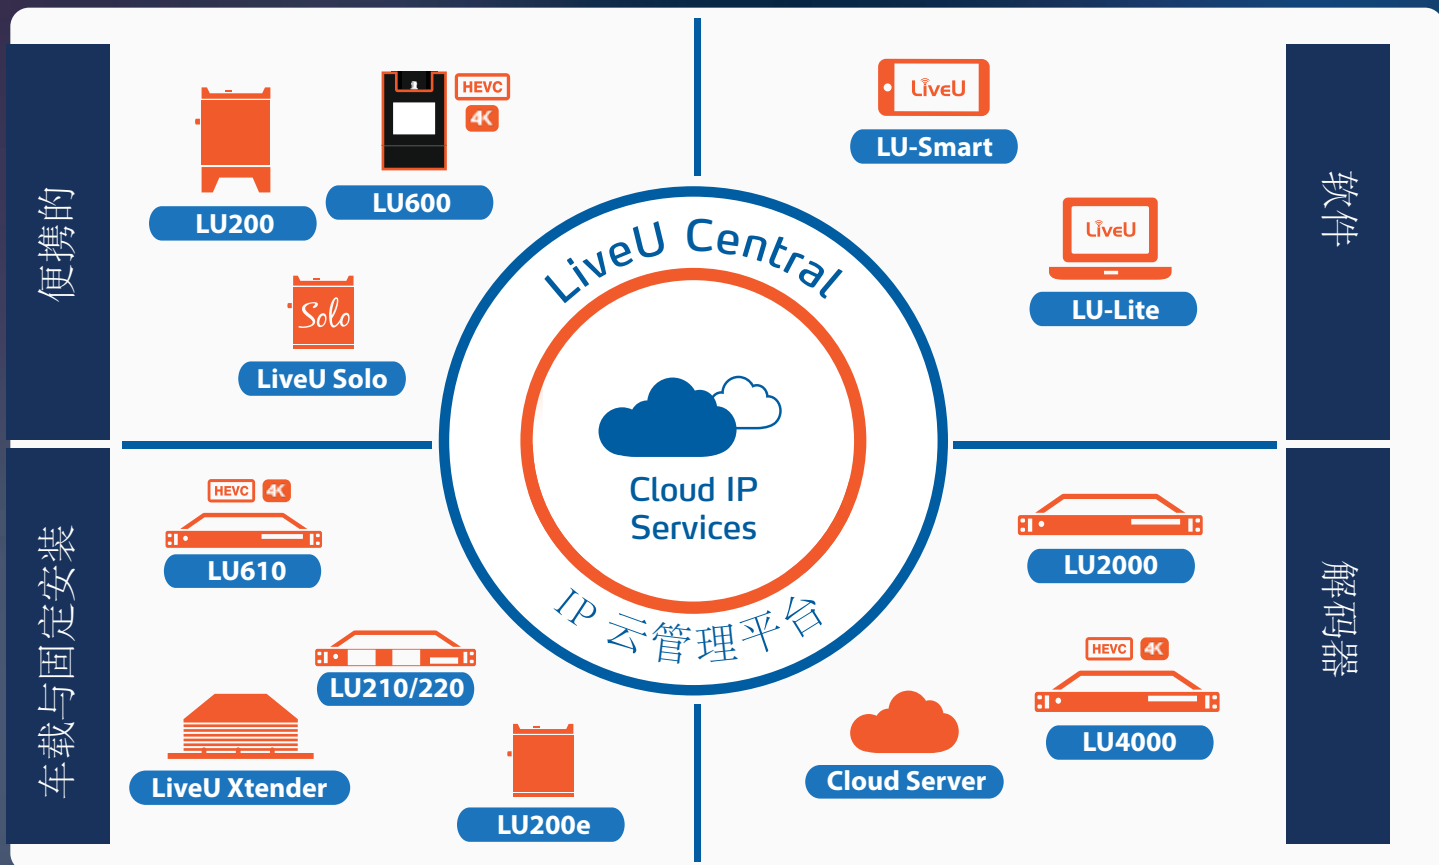 便携的
LU200
HEVC
4K
LU600
Solo
LiveU Solo
LiveU
LU-Smart
LiveU
LU-Lite
软件
LiveU Central
Cloud IP
Services
IP 云管理平台
车载与固定安装
HEVC 4K
LU610
LU210/220
LiveU Xtender
LU200e
LU2000
HEVC 4K
LU4000
Cloud Server
解码器